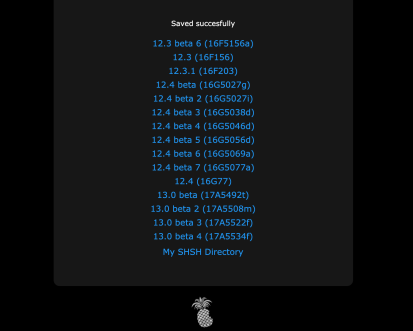 Saved succesfully
12.3 beta 6 (16F5156a)
12.3 (16F156)
12.3.1 (16F203)
12.4 beta (16G5027g)
12.4 beta 2 (16G5027i)
12.4 beta 3 (16G5038d)
12.4 beta 4 (16G5046d)
12.4 beta 5 (16G5056d)
12.4 beta 6 (16G5069a)
12.4 beta 7 (16G5077a)
12.4 (16G77)
13.0 beta (17A5492t)
13.0 beta 2 (17A5508m)
13.0 beta 3 (17A5522f)
13.0 beta 4 (17A5534f)
My SHSH Directory